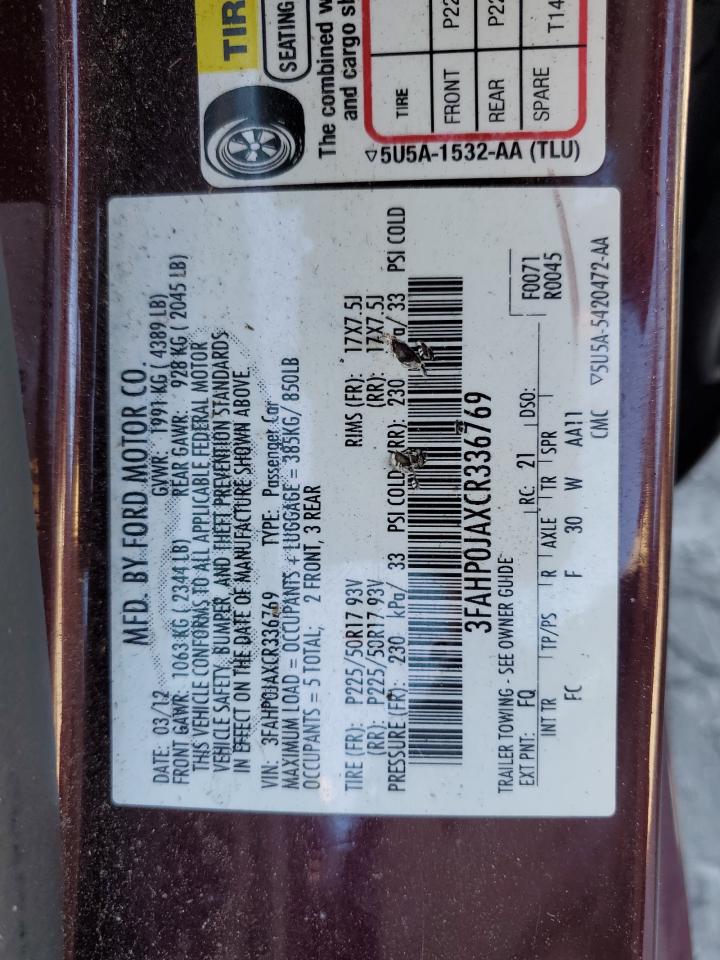 TIR
SEATING
The combined w
and cargo sh
TIRE
FRONT P22
REAR P22
SPARE T14
▽5U5A-1532-AA (TLU)
MFD. BY FORD MOTOR CO.
DATE: 03/12 GVWR: 1991 KG ( 4389 LB)
FRONT GAWR: 1063 KG ( 2344 LB) REAR GAWR: 928 KG ( 2045 LB)
THIS VEHICLE CONFORMS TO ALL APPLICABLE FEDERAL MOTOR
VEHICLE SAFETY, BUMPER, AND THEFT PREVENTION STANDARDS
IN EFFECT ON THE DATE OF MANUFACTURE SHOWN ABOVE.
VIN: 3FAHP0JAXCR336769 TYPE: Passenger Car
MAXIMUM LOAD = OCCUPANTS + LUGGAGE = 385KG/ 850LB
OCCUPANTS = 5 TOTAL; 2 FRONT, 3 REAR
TIRE (FR): P225/50R17 93V RIMS (FR): 17X7.5J
(RR): P225/50R17 93V (RR): 17X7.5J
PRESSURE (FR): 230 kPa/ 33 PSI COLD (RR): 230 33 PSI COLD
3FAHP0JAXCR336769
TRAILER TOWING - SEE OWNER GUIDE
EXT PNT: FQ RC: 21 DSO: F0071
R0045
INT TR TP/PS R AXLE TR SPR
FC F 30 W AA11
CMC ▽5U5A-5420472-AA